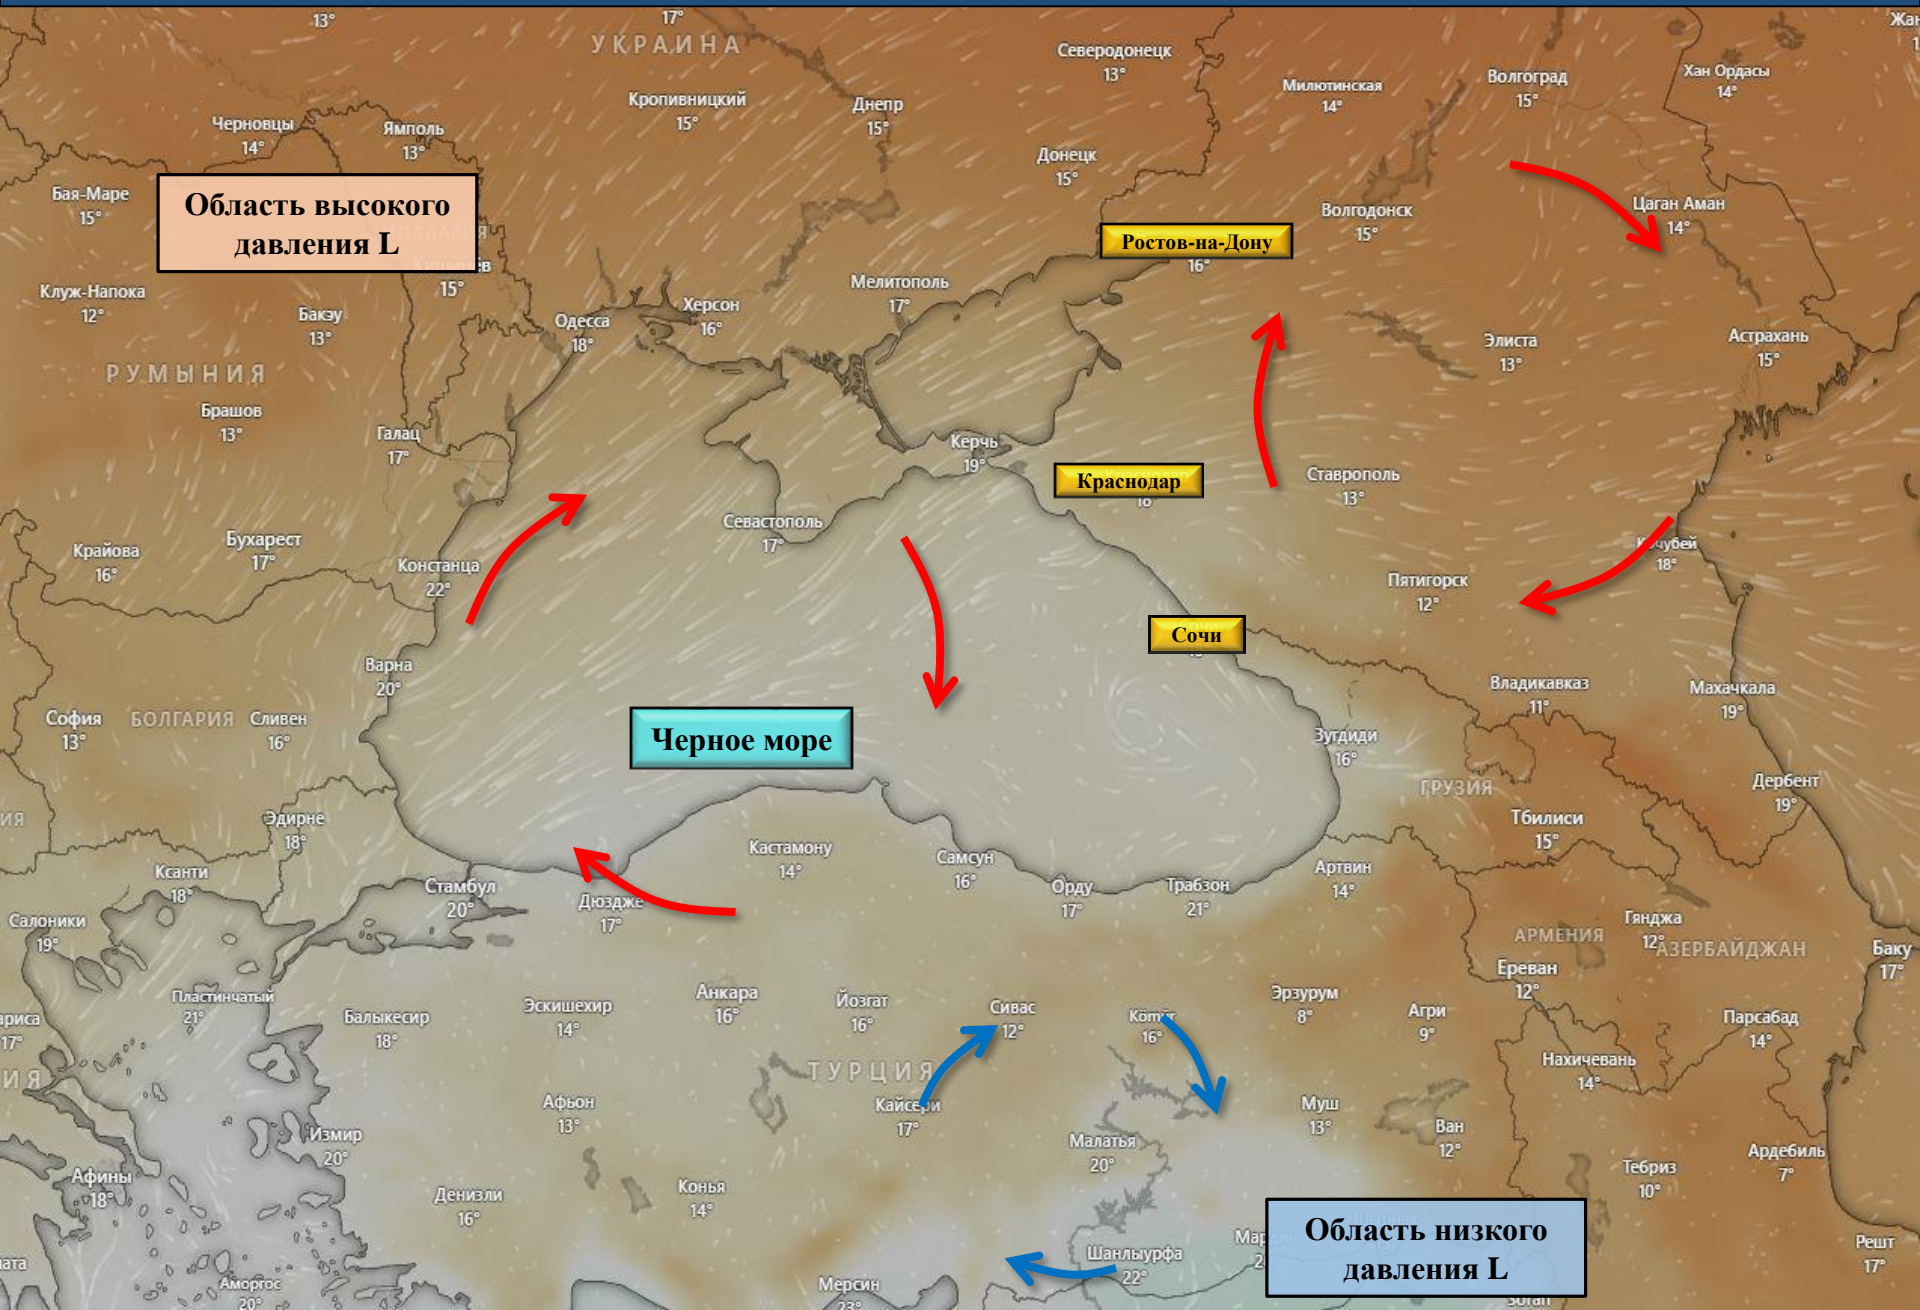 13°
17°
Жан
УКРАИНА
Северодонецк
13°
Милютинская
14°
Волгоград
15°
Хан Ордасы
14°
Кропивницкий
15°
Днепр
15°
Черновцы
14°
Ямполь
13°
Донецк
15°
Бая-Маре
15°
Область высокого
давления L
Волгодонск
15°
Цаган Аман
14°
Ростов-на-Дону
16°
15°
Клуж-Напока
12°
Бакэу
13°
Одесса
18°
Херсон
16°
Мелитополь
17°
Элиста
13°
Астрахань
15°
РУМЫНИЯ
Брашов
13°
Галац
17°
Керчь
19°
Краснодар
Ставрополь
13°
Севастополь
17°
Крайова
16°
Бухарест
17°
Констанца
22°
Кочубей
18°
Пятигорск
12°
Сочи
Варна
20°
Владикавказ
11°
Махачкала
19°
София
13°
БОЛГАРИЯ
Сливен
16°
Черное море
Зугдиди
16°
ГРУЗИЯ
Дербент
19°
ИЯ
Эдирне
18°
Тбилиси
15°
Ксанти
18°
Стамбул
20°
Дюздже
17°
Кастамону
14°
Самсун
16°
Орду
17°
Трабзон
21°
Артвин
14°
Салоники
19°
Гянджа
12°
АРМЕНИЯ
АЗЕРБАЙДЖАН
Баку
17°
Ереван
12°
Пластинчатый
21°
Балыкесир
18°
Эскишехир
14°
Анкара
16°
Йозгат
16°
Сивас
12°
Kömür
16°
Эрзурум
8°
Агри
9°
Парсабад
14°
ариса
17°
ИЯ
ТУРЦИЯ
Нахичевань
14°
Афьон
13°
Кайсери
17°
Муш
13°
Ван
12°
Измир
20°
Малатья
20°
Ардебиль
7°
Афины
18°
Денизли
16°
Конья
14°
Тебриз
10°
Область низкого
давления L
Шанлыурфа
22°
Решт
17°
Аморгос
20°
Мерсин
23°